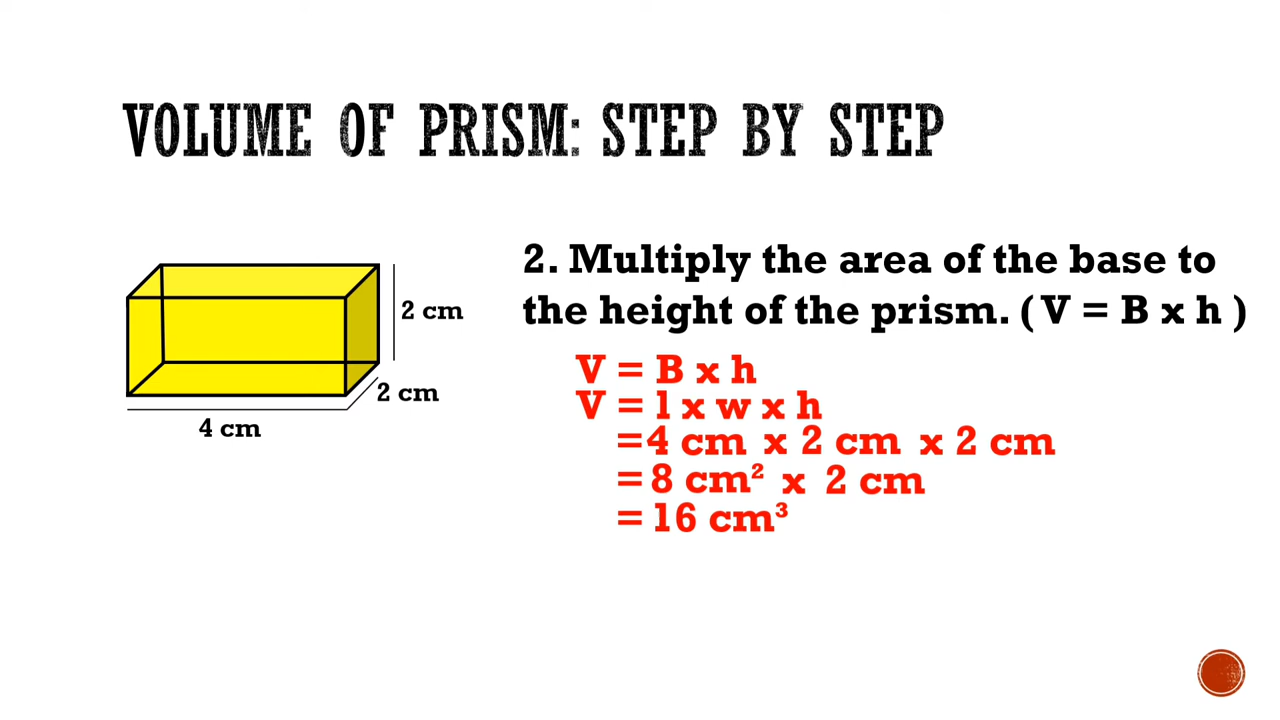 VOLUME OF PRISM: STEP BY STEP
2. Multiply the area of the base to
the height of the prism. ( V = B x h )
V = B x h
V = l x w x h
= 4 cm x 2 cm x 2 cm
= 8 cm² x 2 cm
= 16 cm³
2 cm
2 cm
4 cm